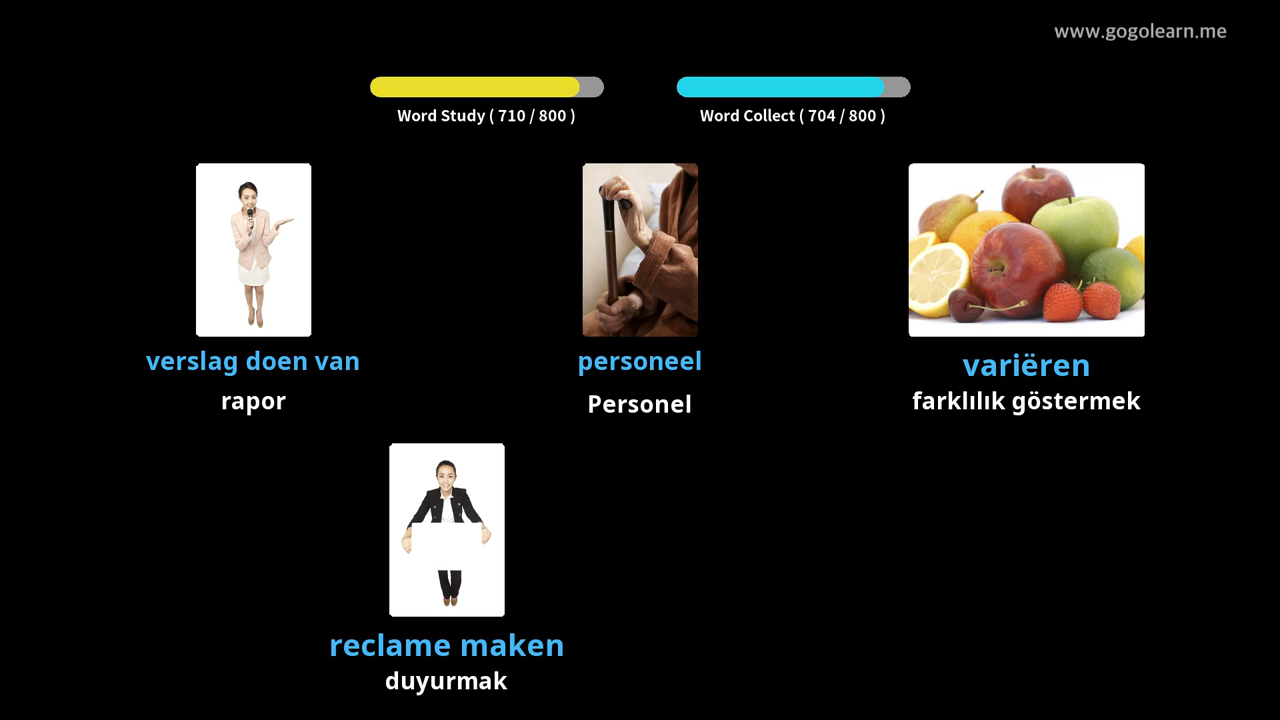 www.gogolearn.me
Word Study ( 710 / 800 )
Word Collect ( 704 / 800 )
verslag doen van
rapor
personeel
Personel
variëren
farklılık göstermek
reclame maken
duyurmak